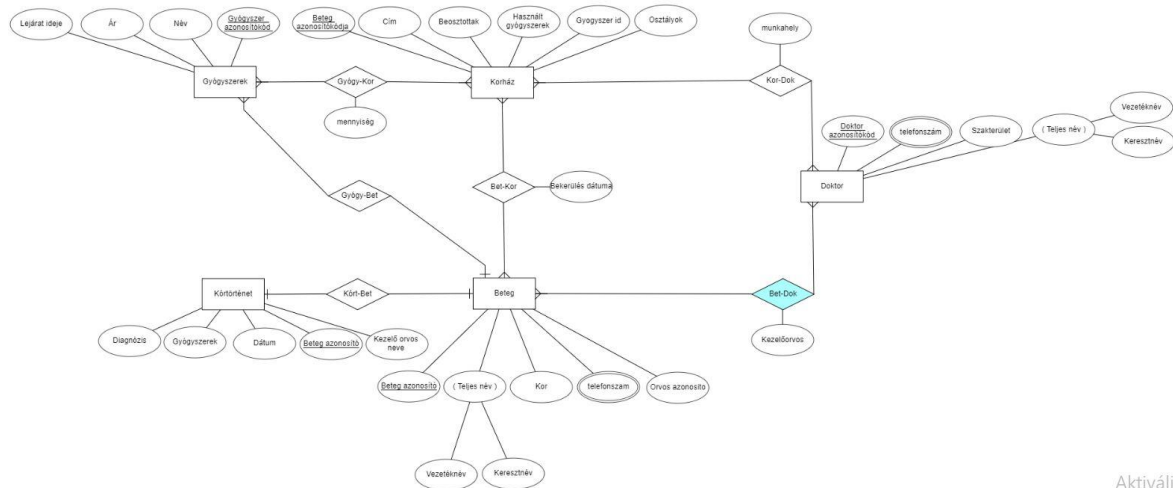 Lejárat ideje
Ár
Név
Gyógyszer
azonosítókód
Beteg
azonosítókódja
Cím
Beosztottak
Használt
gyógyszerek
Gyogyszer id
Osztályok
munkahely
Gyógyszerek
Gyógy-Kor
mennyiség
Korház
Kor-Dok
Doktor
azonosítókód
telefonszám
Szakterület
( Teljes név )
Vezetéknév
Keresztnév
Doktor
Gyógy-Bet
Bet-Kor
Bekerülés dátuma
Kórtörténet
Kórt-Bet
Beteg
Bet-Dok
Kezelőorvos
Diagnózis
Gyógyszerek
Dátum
Beteg azonosító
Kezelő orvos
neve
Beteg azonosító
( Teljes név )
Kor
telefonszam
Orvos azonosito
Vezetéknév
Keresztnév
Aktivál